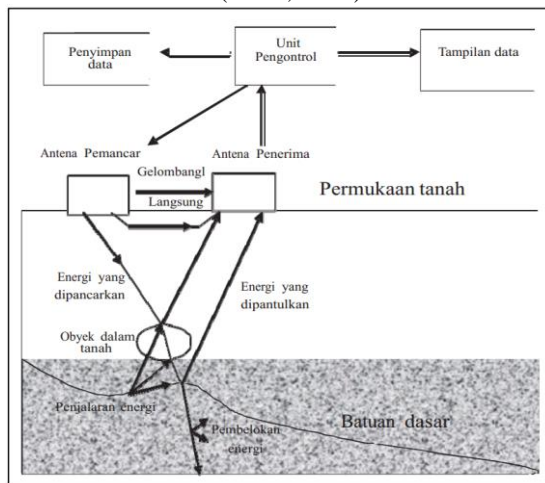 Penyimpan
data
Unit
Pengontrol
Tampilan data
Antena Pemancar
Antena Penerima
Gelombangl
Langsung
Permukaan tanah
Energi yang
dipancarkan
Energi yang
dipantulkan
Obyek dalam
tanah
Penjalaran energi
Pembelokan
energi
Batuan dasar